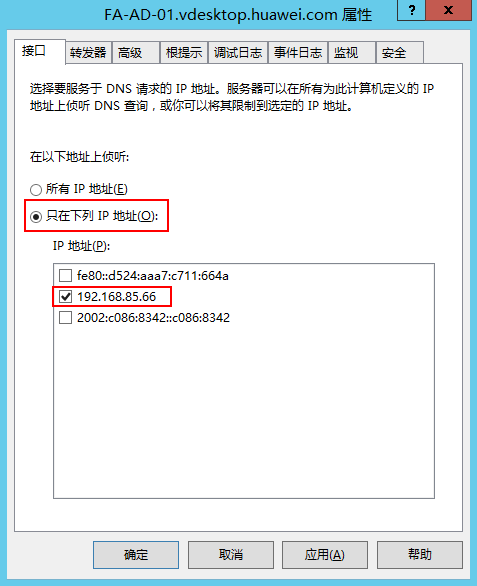 FA-AD-01.vdesktop.huawei.com 属性
? x
接口 转发器 高级 根提示 调试日志 事件日志 监视 安全
选择要服务于 DNS 请求的 IP 地址。服务器可以在所有为此计算机定义的 IP
地址上侦听 DNS 查询，或你可以将其限制到选定的 IP 地址。
在以下地址上侦听:
所有 IP 地址(E)
只在下列 IP 地址(O):
IP 地址(P):
fe80::d524:aaa7:c711:664a
192.168.85.66
2002:c086:8342::c086:8342
确定 取消 应用(A) 帮助